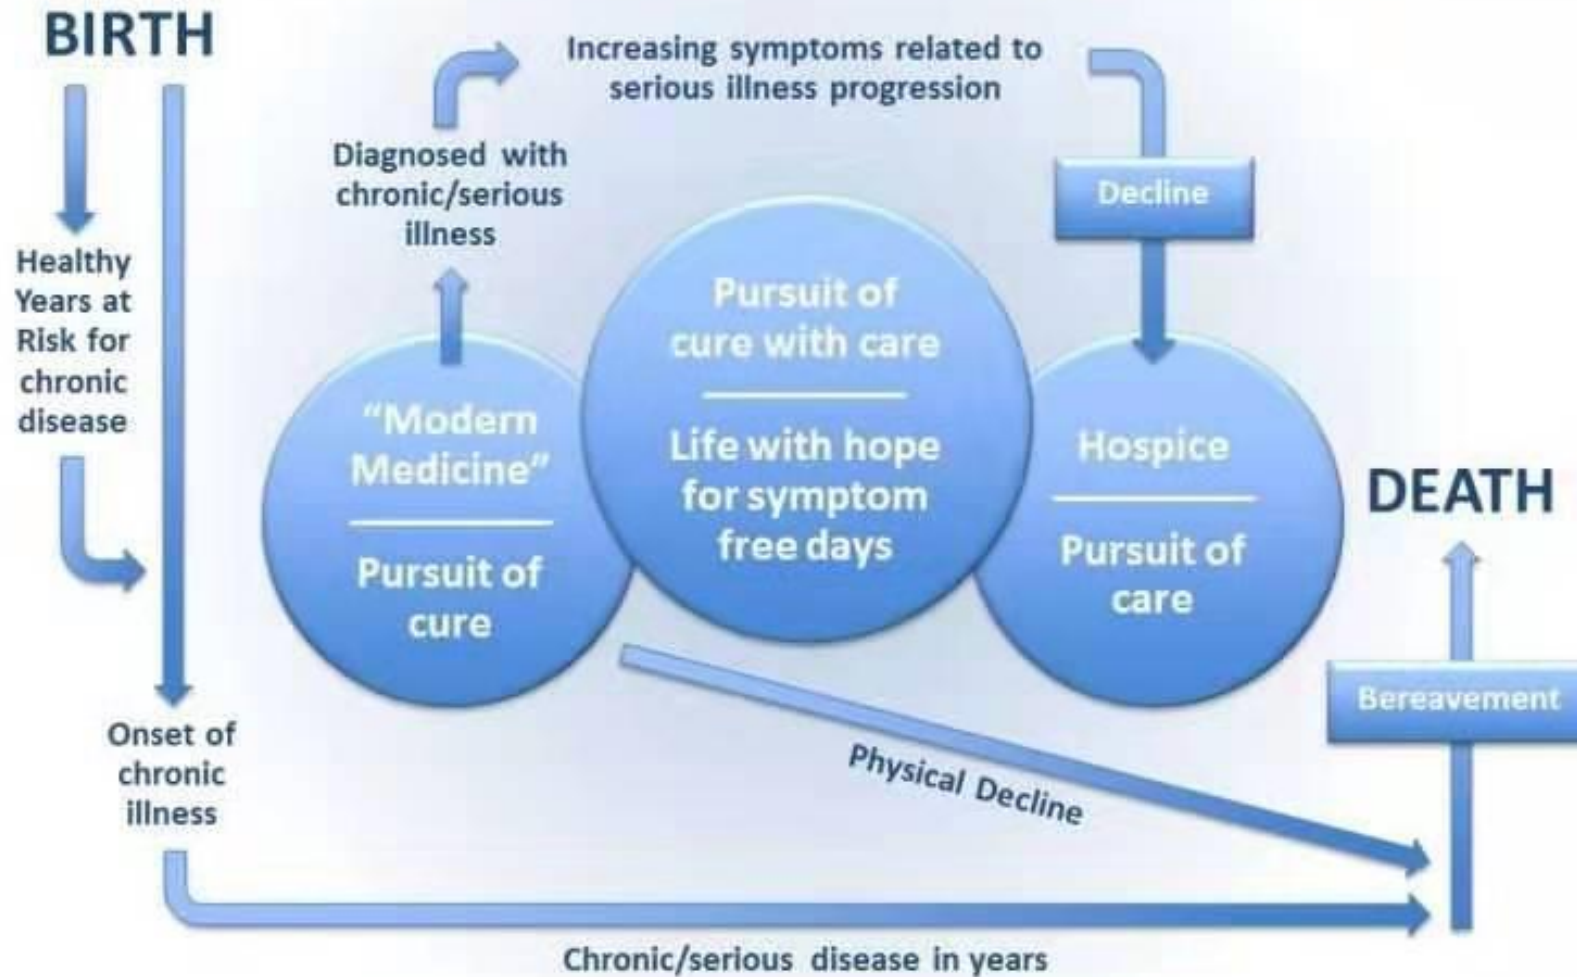 BIRTH
Healthy
Years at
Risk for
chronic
disease
Onset of
chronic
illness
Diagnosed with
chronic/serious
illness
Increasing symptoms related to
serious illness progression
Decline
"Modern
Medicine"
Pursuit of
cure
Pursuit of
cure with care
Life with hope
for symptom
free days
Hospice
Pursuit of
care
DEATH
Bereavement
Physical Decline
Chronic/serious disease in years